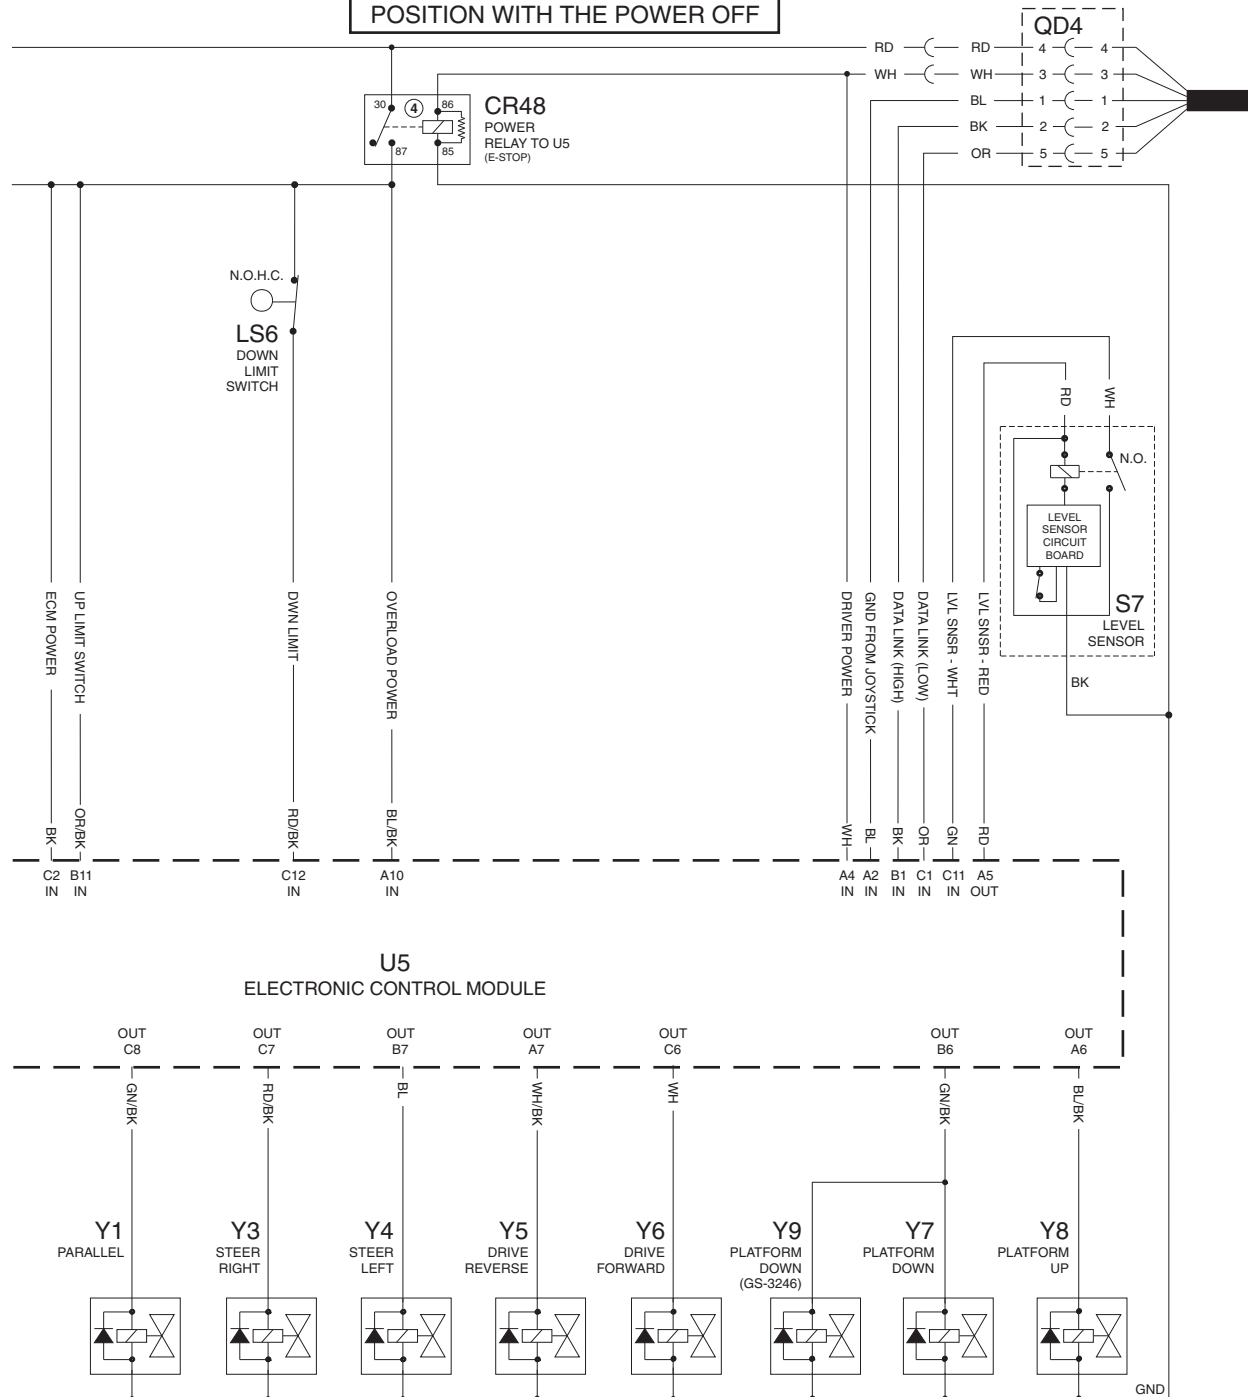 POSITION WITH THE POWER OFF
QD4
RD RD 4 4
WH WH 3 3
BL 1 1
BK 2 2
OR 5 5
30 4 86
87 85
CR48
POWER
RELAY TO U5
(E-STOP)
N.O.H.C.
LS6
DOWN
LIMIT
SWITCH
RD WH
N.O.
LEVEL
SENSOR
CIRCUIT
BOARD
S7
LEVEL
SENSOR
BK
ECM POWER
UP LIMIT SWITCH
DWN LIMIT
OVERLOAD POWER
DRIVER POWER
GND FROM JOYSTICK
DATA LINK (HIGH)
DATA LINK (LOW)
LVL SNSR - WHT
LVL SNSR - RED
BK OR/BK RD/BK BL/BK WH BL BK OR GN RD
C2 B11 C12 A10 A4 A2 B1 C1 C11 A5
IN IN IN IN IN IN IN IN IN OUT
U5
ELECTRONIC CONTROL MODULE
OUT OUT OUT OUT OUT OUT OUT
C8 C7 B7 A7 C6 B6 A6
GN/BK RD/BK BL WH/BK WH GN/BK BL/BK
Y1
PARALLEL
Y3
STEER
RIGHT
Y4
STEER
LEFT
Y5
DRIVE
REVERSE
Y6
DRIVE
FORWARD
Y9
PLATFORM
DOWN
(GS-3246)
Y7
PLATFORM
DOWN
Y8
PLATFORM
UP
GND